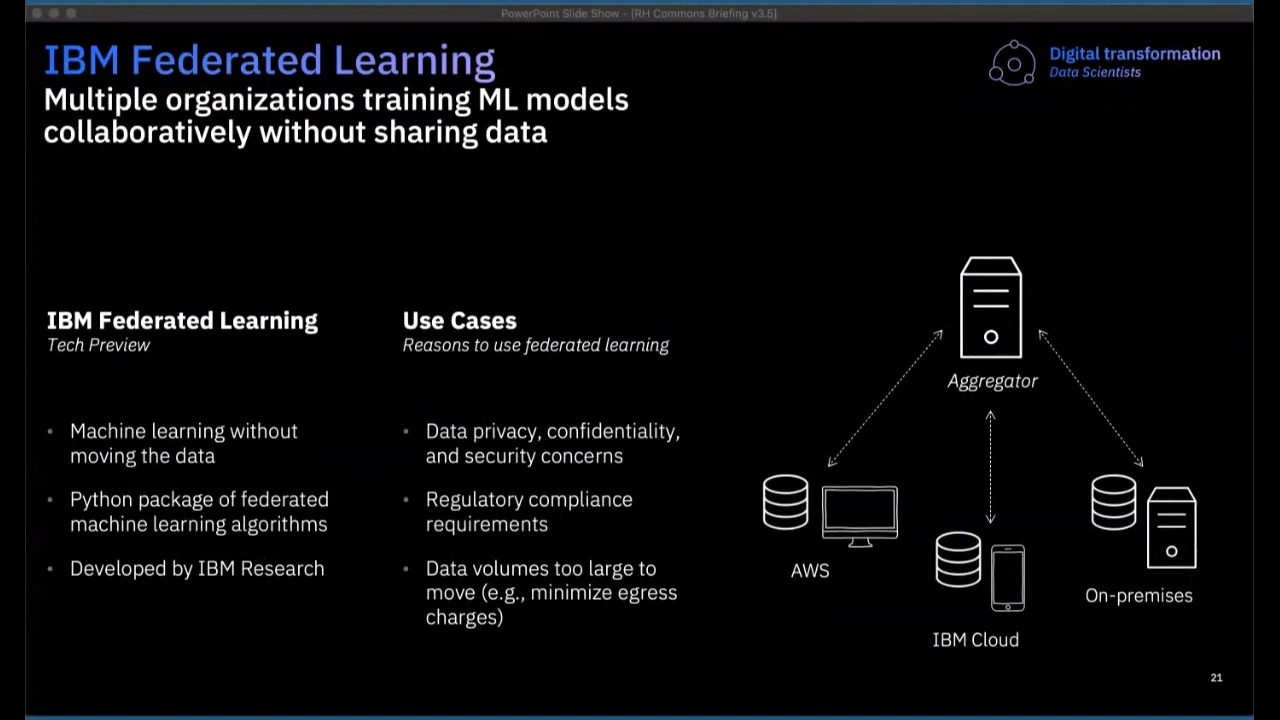 PowerPoint Slide Show - [RH Commons Briefing v3.5]
IBM Federated Learning
Multiple organizations training ML models
collaboratively without sharing data
Digital transformation
Data Scientists
IBM Federated Learning
Tech Preview
• Machine learning without
moving the data
• Python package of federated
machine learning algorithms
• Developed by IBM Research
Use Cases
Reasons to use federated learning
• Data privacy, confidentiality,
and security concerns
• Regulatory compliance
requirements
• Data volumes too large to
move (e.g., minimize egress
charges)
Aggregator
AWS
IBM Cloud
On-premises
21